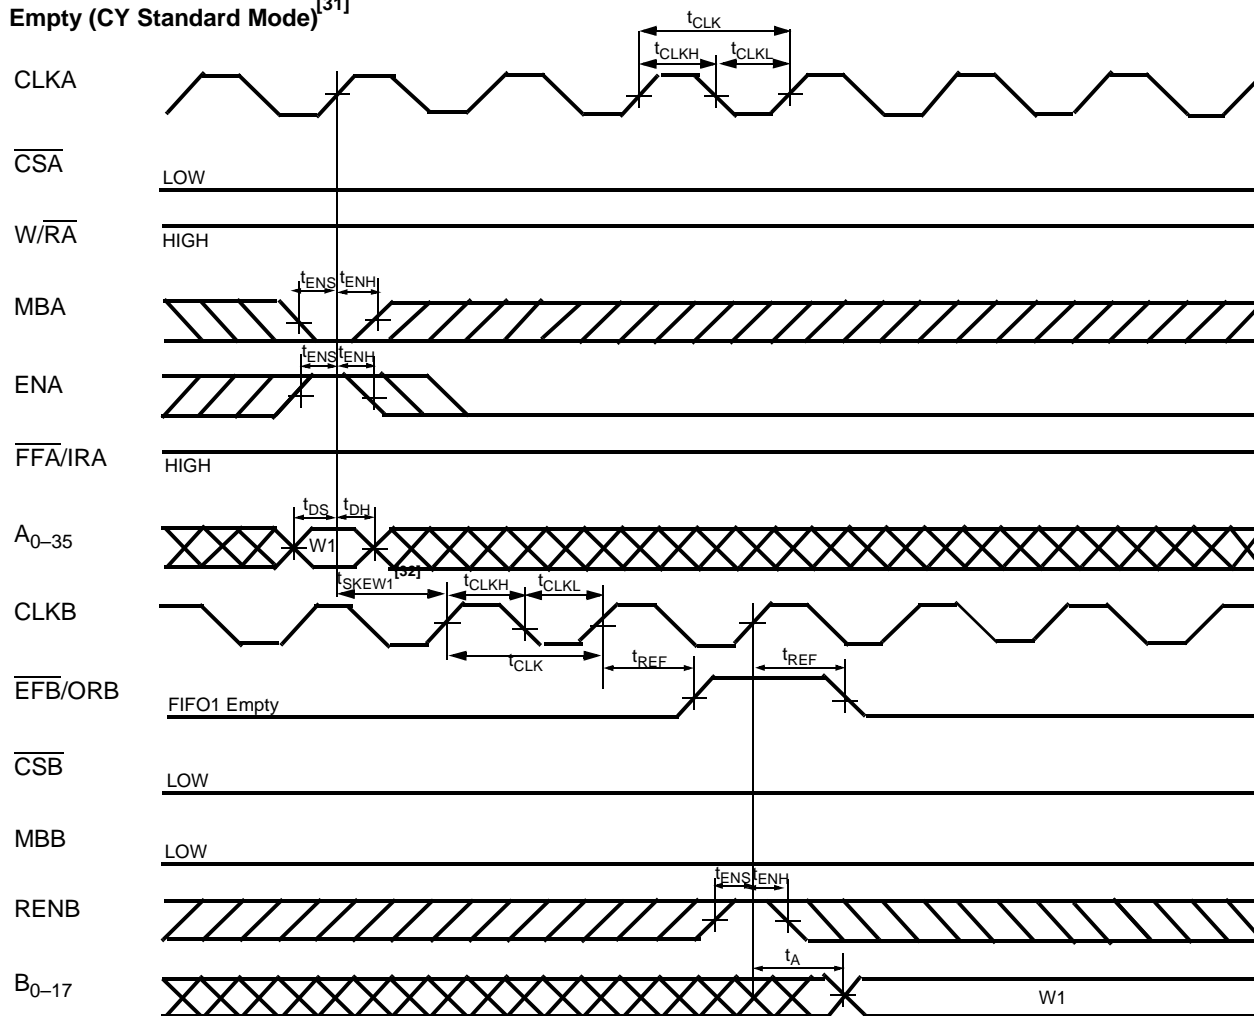 Empty (CY Standard Mode)[31]
tCLK
tCLKH tCLKL
CLKA
CSA
LOW
W/RA
HIGH
tENS tENH
MBA
tENS tENH
ENA
FFA/IRA
HIGH
tDS tDH
A0–35
W1
tSKEW1[32] tCLKH tCLKL
CLKB
tCLK tREF tREF
EFB/ORB
FIFO1 Empty
CSB
LOW
MBB
LOW
tENS tENH
RENB
tA
B0–17
W1